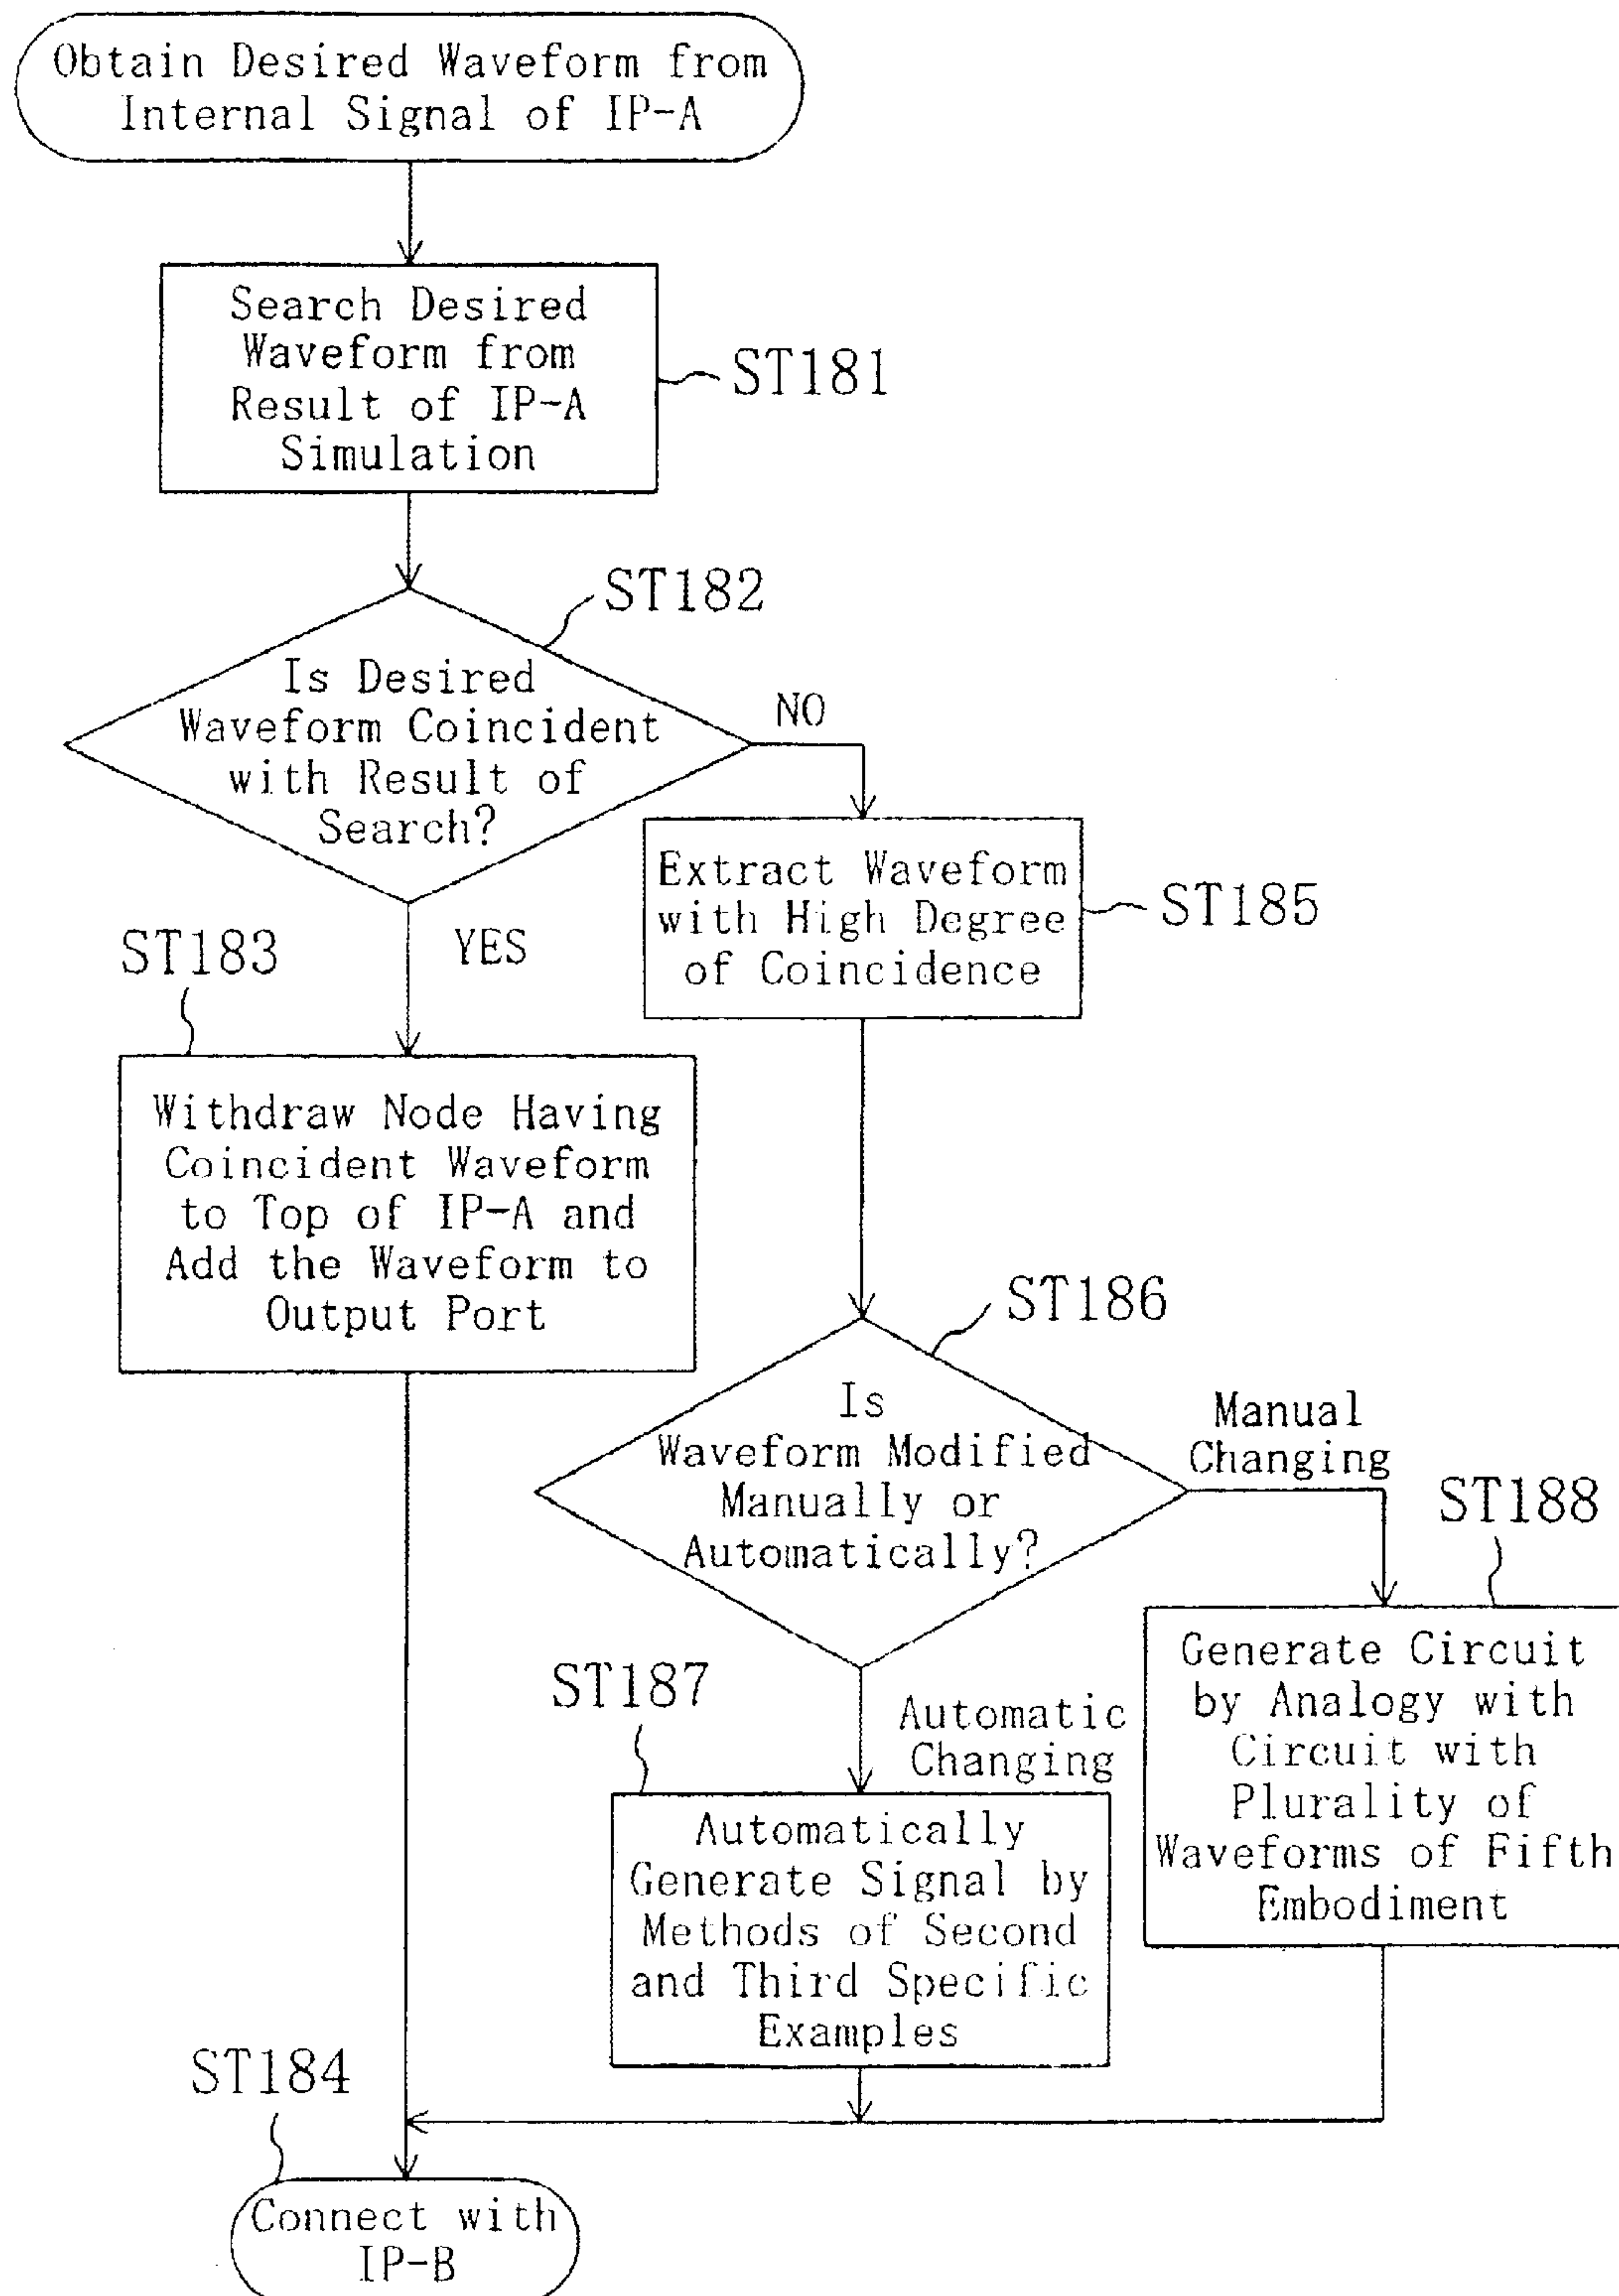 Obtain Desired Waveform from
Internal Signal of IP-A
Search Desired
Waveform from
Result of IP-A
Simulation
ST181
ST182
Is Desired
Waveform Coincident
with Result of
Search?
NO
YES
Extract Waveform
with High Degree
of Coincidence
ST185
ST183
Withdraw Node Having
Coincident Waveform
to Top of IP-A and
Add the Waveform to
Output Port
ST186
Is
Waveform Modified
Manually or
Automatically?
Manual
Changing
ST188
Generate Circuit
by Analogy with
Circuit with
Plurality of
Waveforms of Fifth
Embodiment
ST187
Automatic
Changing
Automatically
Generate Signal by
Methods of Second
and Third Specific
Examples
ST184
Connect with
IP-B